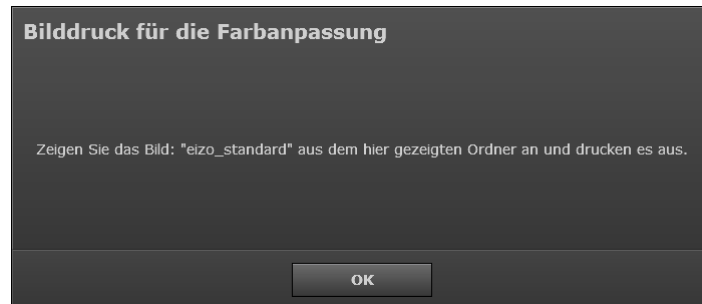 Bilddruck für die Farbanpassung
Zeigen Sie das Bild: "eizo_standard" aus dem hier gezeigten Ordner an und drucken es aus.
OK